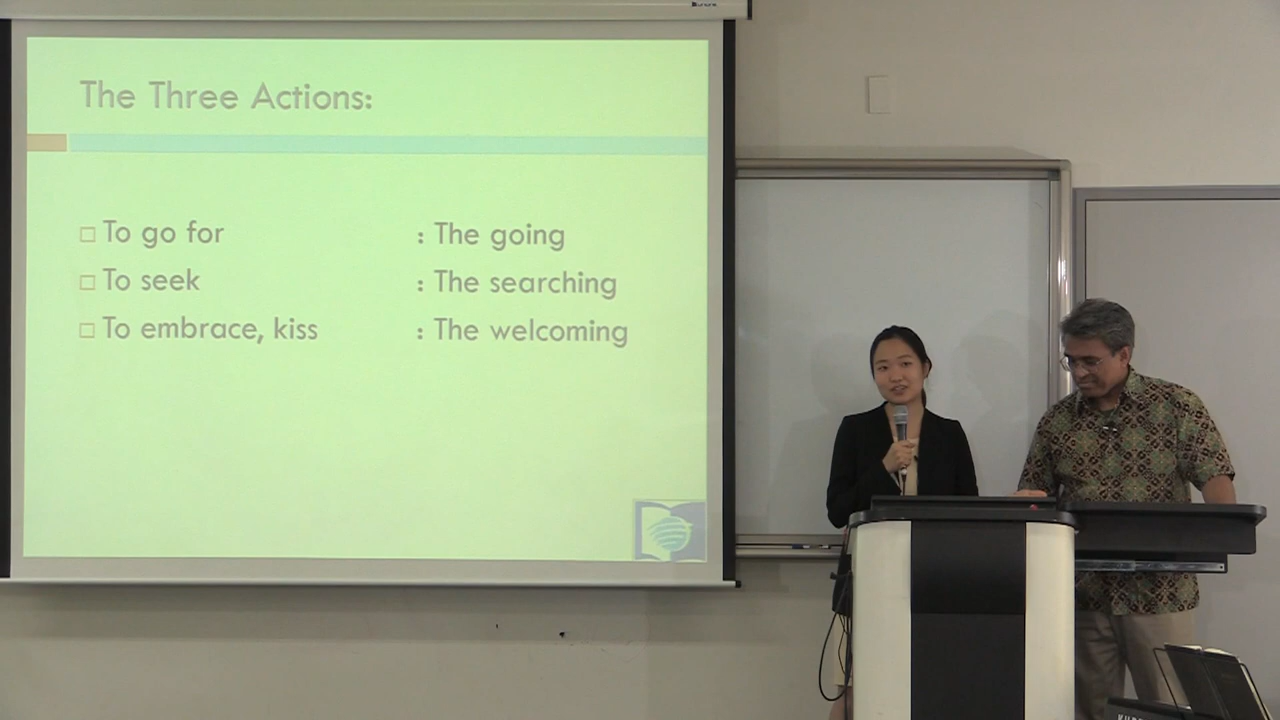 The Three Actions:
□ To go for : The going
□ To seek : The searching
□ To embrace, kiss : The welcoming